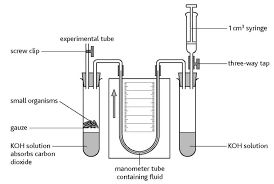 1 cm³ syringe
experimental tube
screw clip
three-way tap
small organisms
gauze
KOH solution
absorbs carbon
dioxide
KOH solution
manometer tube
containing fluid